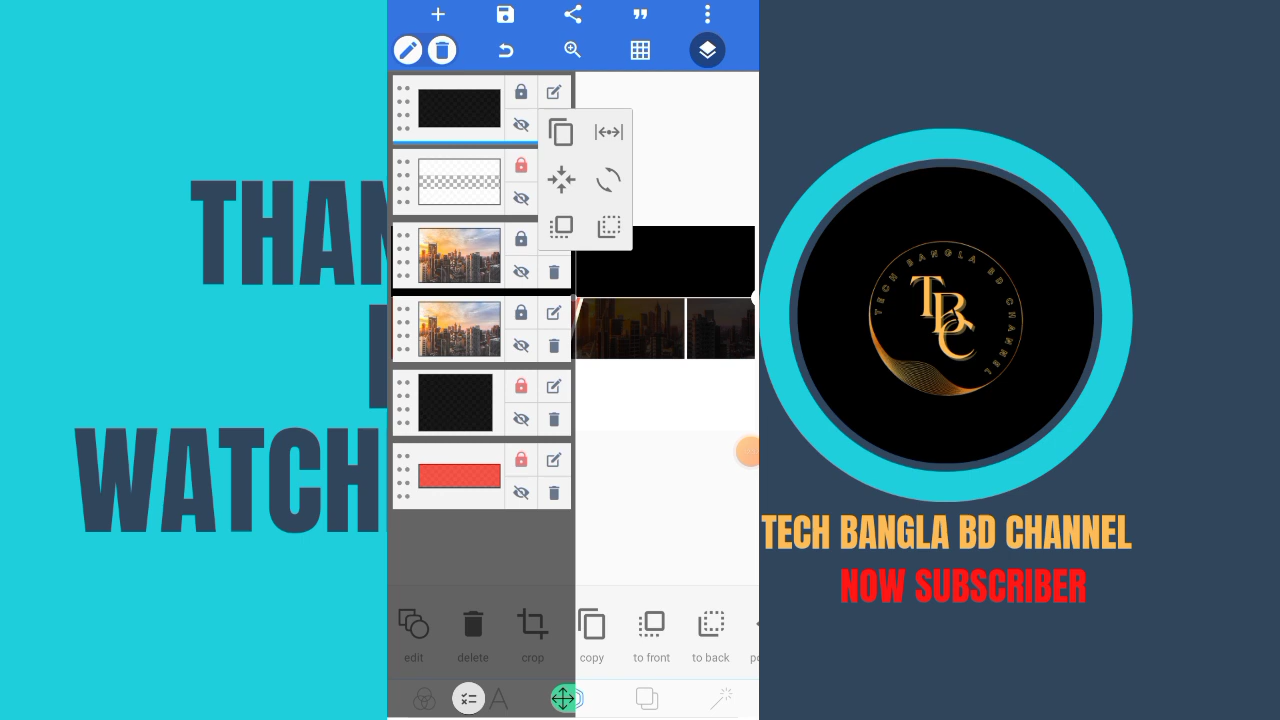 THAN
WATCH
edit
delete
crop
copy
to front
to back
po
TECH BANGLA BD CHANNEL
TBC
TECH BANGLA BD CHANNEL
NOW SUBSCRIBER